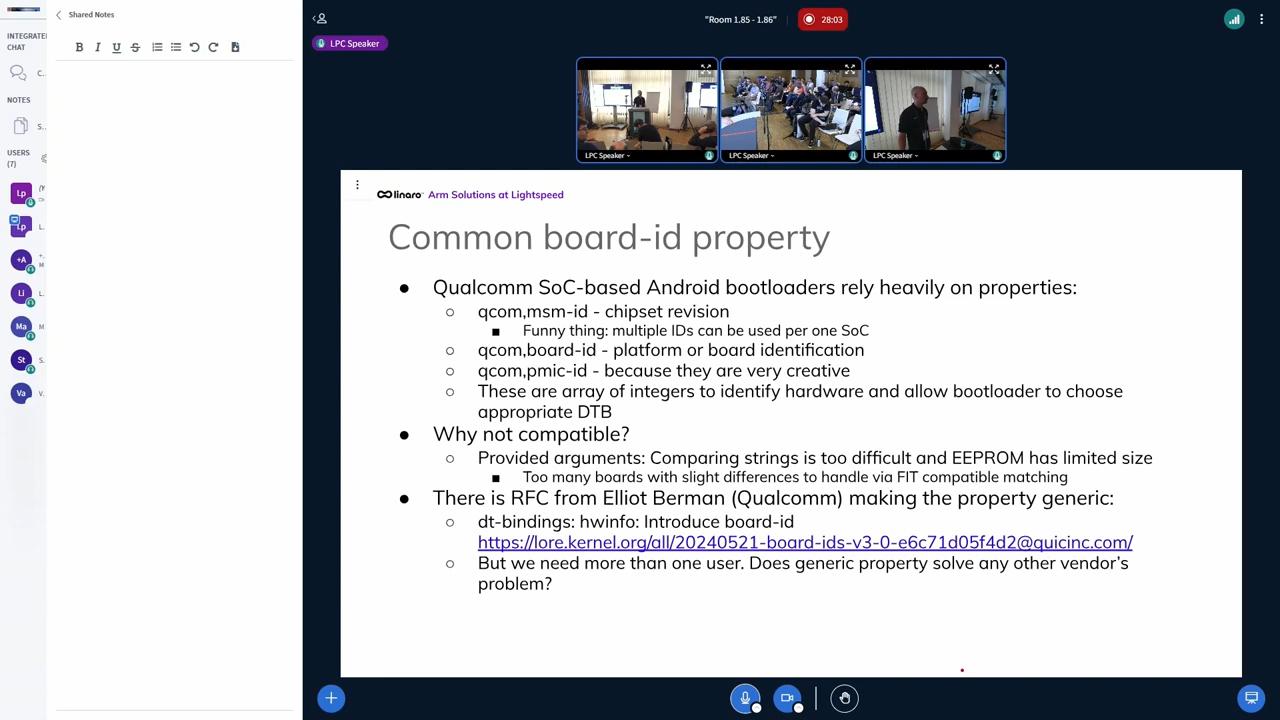 Shared Notes
"Room 1.85 - 1.86"
28:03
INTEGRATE
CHAT
C..
NOTES
S..
USERS
(7)
Lp
Lp
L..
+A
Li
L..
Ma
M
St
S.
Va
V.
B I U S
LPC Speaker
LPC Speaker
LPC Speaker
LPC Speaker
linaro Arm Solutions at Lightspeed
Common board-id property
● Qualcomm SoC-based Android bootloaders rely heavily on properties:
○ qcom,msm-id - chipset revision
■ Funny thing: multiple IDs can be used per one SoC
○ qcom,board-id - platform or board identification
○ qcom,pmic-id - because they are very creative
○ These are array of integers to identify hardware and allow bootloader to choose
appropriate DTB
● Why not compatible?
○ Provided arguments: Comparing strings is too difficult and EEPROM has limited size
■ Too many boards with slight differences to handle via FIT compatible matching
● There is RFC from Elliot Berman (Qualcomm) making the property generic:
○ dt-bindings: hwinfo: Introduce board-id
https://lore.kernel.org/all/20240521-board-ids-v3-0-e6c71d05f4d2@quicinc.com/
○ But we need more than one user. Does generic property solve any other vendor's
problem?